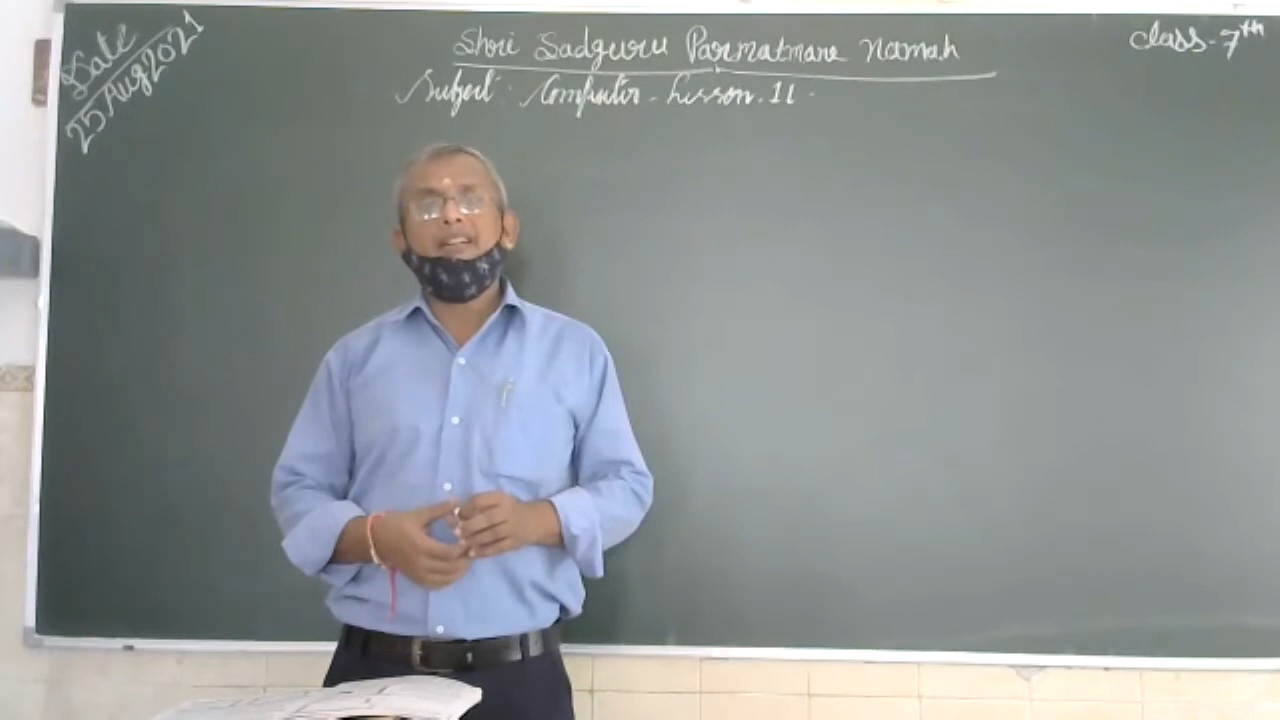 Date
25 Aug 2021
Shri Sadguru Parmatmane Namah
Class - 7th
Subject : Computer - Lesson. 11.